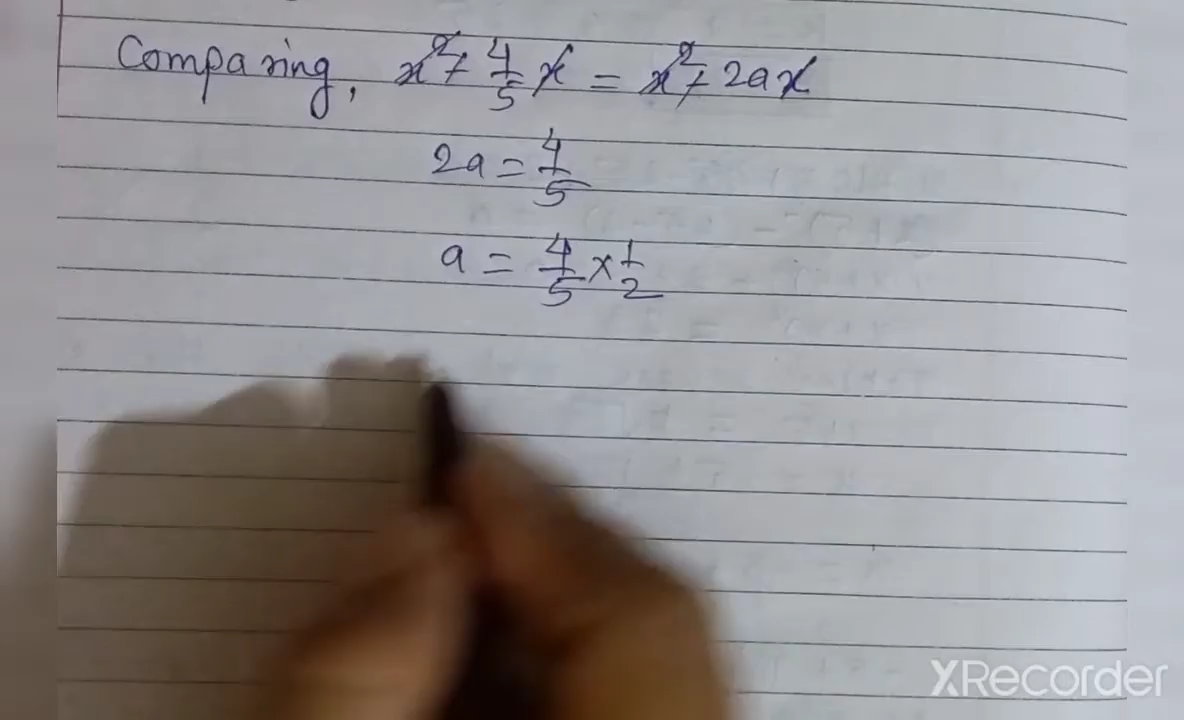 Comparing, x² + 4/5 x = x² + 2ax
2a = 4/5
a = 4/5 × 1/2
XRecorder